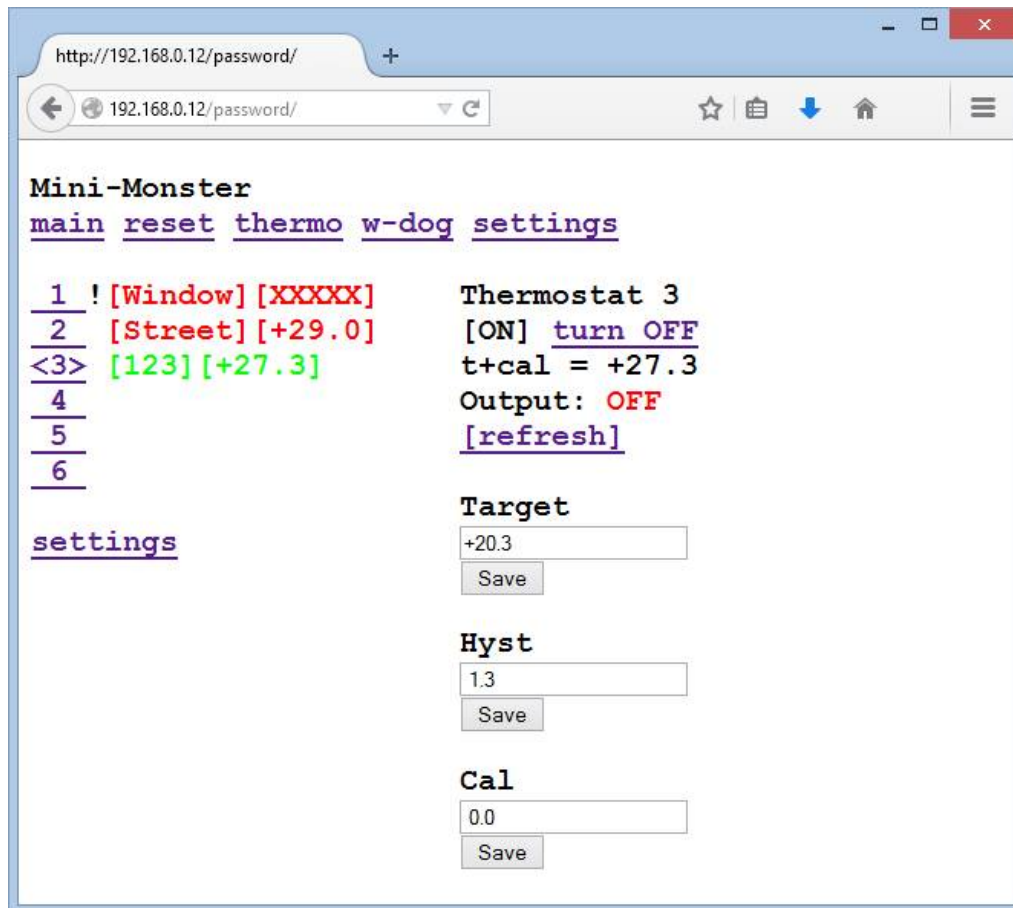 http://192.168.0.12/password/
192.168.0.12/password/
Mini-Monster
main reset thermo w-dog settings
1 ![Window][XXXXX]
2 [Street][+29.0]
<3> [123][+27.3]
4
5
6
settings
Thermostat 3
[ON] turn OFF
t+cal = +27.3
Output: OFF
[refresh]
Target
+20.3
Save
Hyst
1.3
Save
Cal
0.0
Save